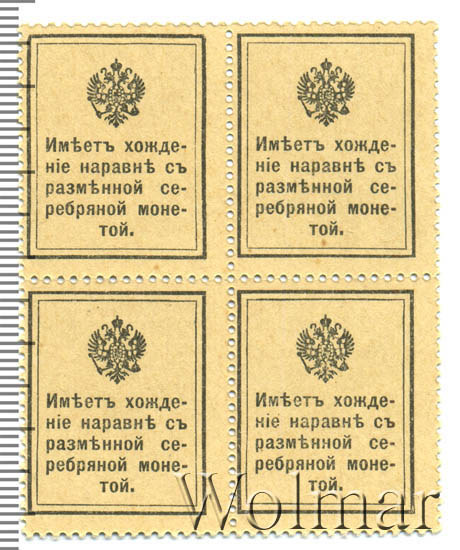 Имѣетъ хожде-
ніе наравнѣ съ
размѣнной се-
ребряной моне-
той.
Имѣетъ хожде-
ніе наравнѣ съ
размѣнной се-
ребряной моне-
той.
Имѣетъ хожде-
ніе наравнѣ съ
размѣнной се-
ребряной моне-
той.
Имѣетъ хожде-
ніе наравнѣ съ
размѣнной се-
ребряной моне-
той.
Wolmar